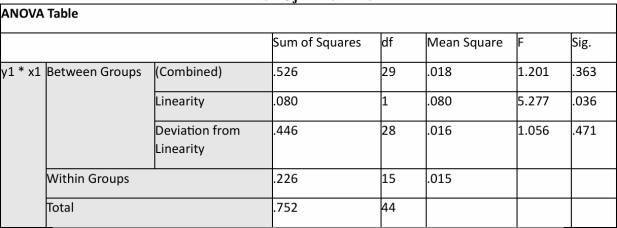 ANOVA Table
Sum of Squares df Mean Square F Sig.
y1 * x1 Between Groups (Combined) .526 29 .018 1.201 .363
Linearity .080 1 .080 5.277 .036
Deviation from Linearity .446 28 .016 1.056 .471
Within Groups .226 15 .015
Total .752 44